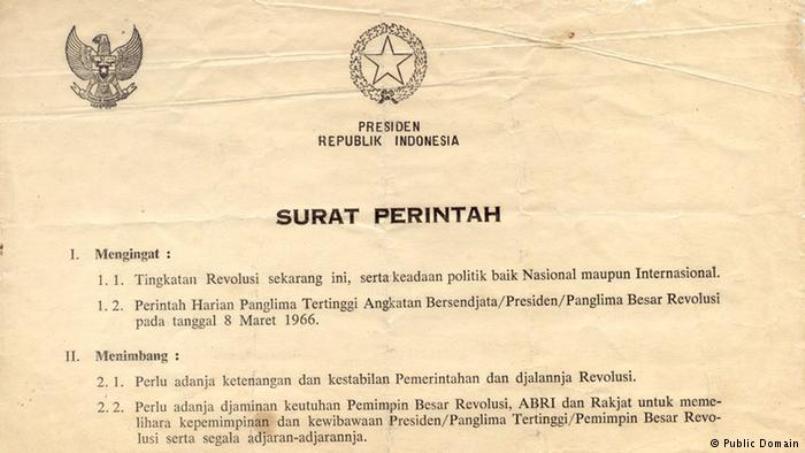 PRESIDEN
REPUBLIK INDONESIA
SURAT PERINTAH
I. Mengingat :
1. 1. Tingkatan Revolusi sekarang ini, serta keadaan politik baik Nasional maupun Internasional.
1. 2. Perintah Harian Panglima Tertinggi Angkatan Bersendjata/Presiden/Panglima Besar Revolusi
pada tanggal 8 Maret 1966.
II. Menimbang :
2. 1. Perlu adanja ketenangan dan kestabilan Pemerintahan dan djalannja Revolusi.
2. 2. Perlu adanja djaminan keutuhan Pemimpin Besar Revolusi, ABRI dan Rakjat untuk meme-
lihara kepemimpinan dan kewibawaan Presiden/Panglima Tertinggi/Pemimpin Besar Revo-
lusi serta segala adjaran-adjarannja.
© Public Domain